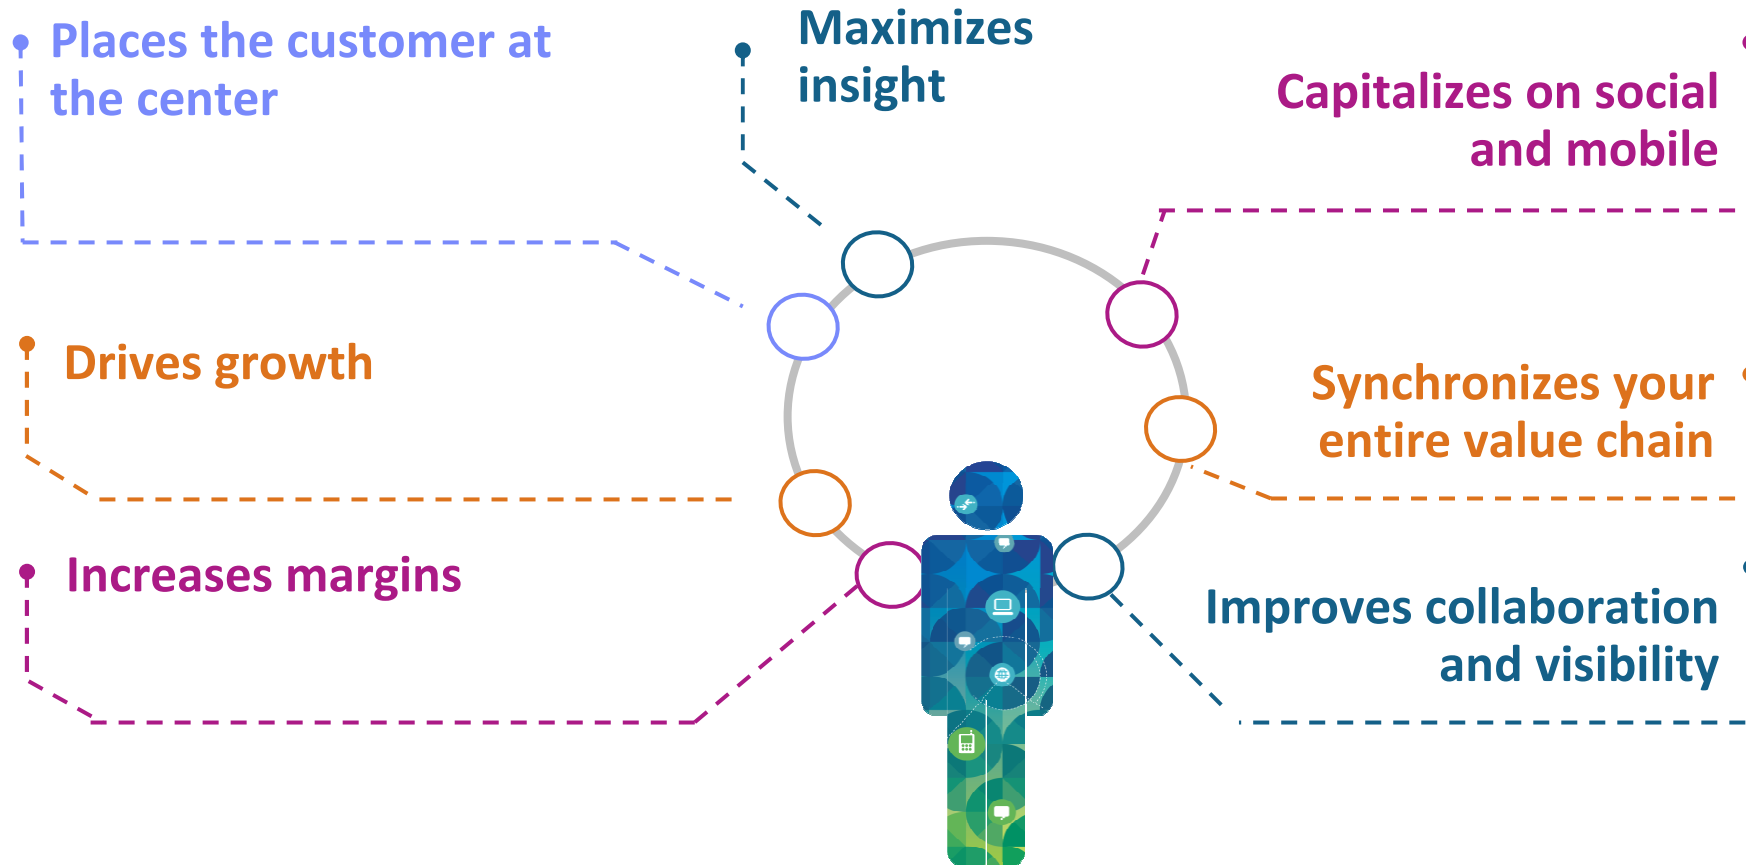 Places the customer at
the center
Maximizes
insight
Capitalizes on social
and mobile
Drives growth
Synchronizes your
entire value chain
Increases margins
Improves collaboration
and visibility